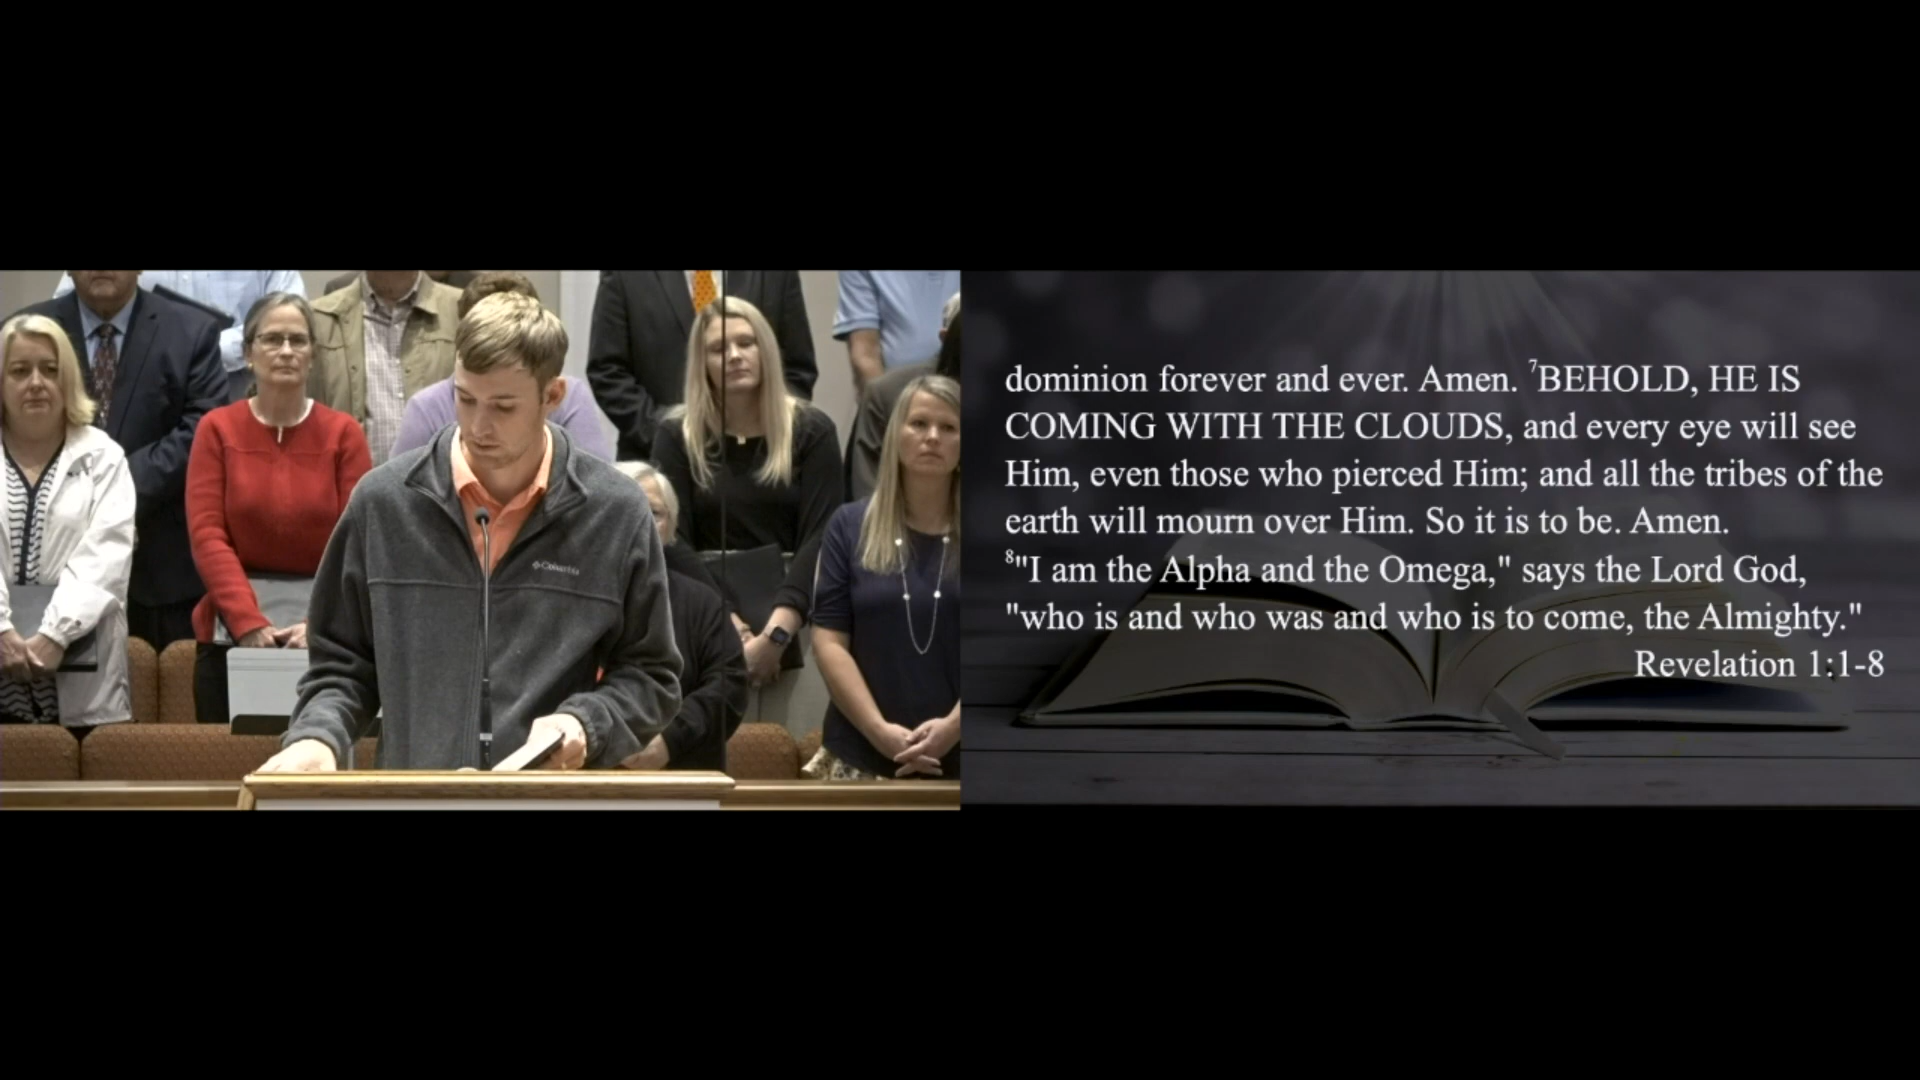 Columbia
dominion forever and ever. Amen. ⁷BEHOLD, HE IS
COMING WITH THE CLOUDS, and every eye will see
Him, even those who pierced Him; and all the tribes of the
earth will mourn over Him. So it is to be. Amen.
⁸"I am the Alpha and the Omega," says the Lord God,
"who is and who was and who is to come, the Almighty."
Revelation 1:1-8